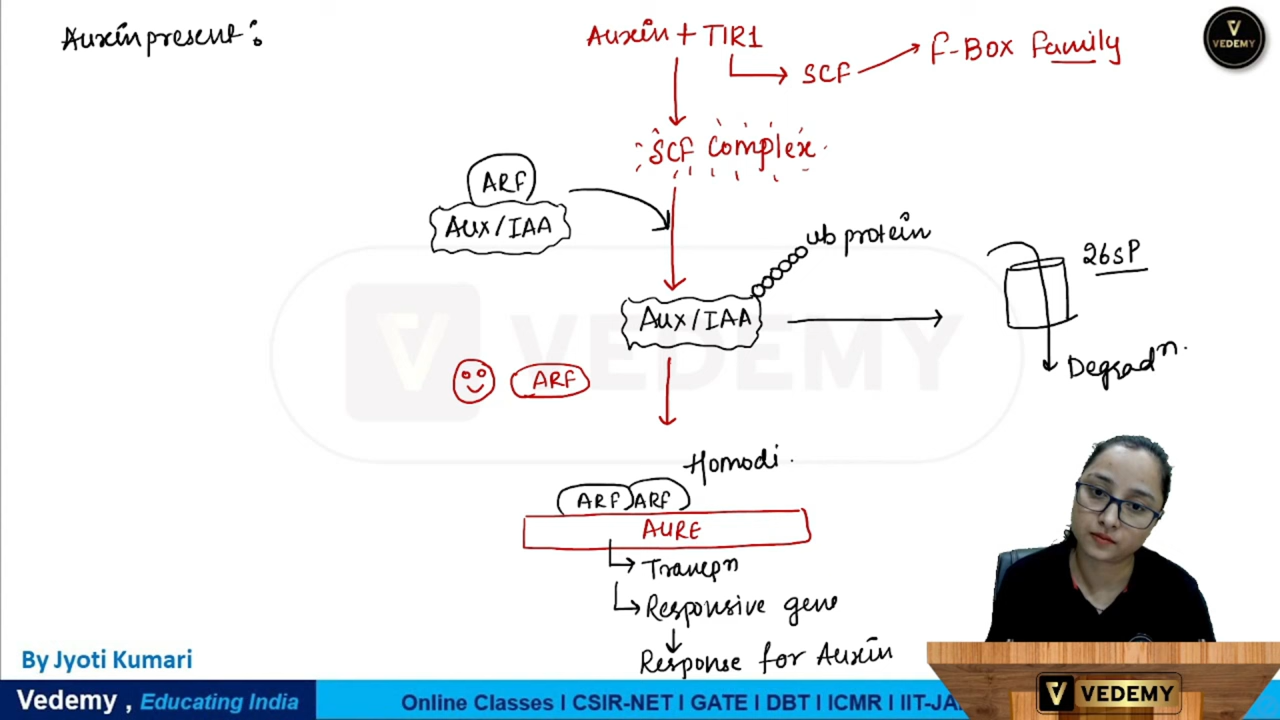 Auxin present :
Auxin + TIR1
SCF
F-Box Family
VEDEMY
SCF Complex
ARF
Aux/IAA
ub protein
26SP
Aux/IAA
Degradn.
VEDEMY
ARF
Homodi.
ARF ARF
AURE
Transpn
Responsive gene
Response for Auxin
By Jyoti Kumari
VEDEMY
Vedemy , Educating India
Online Classes I CSIR-NET I GATE I DBT I ICMR I IIT-JA